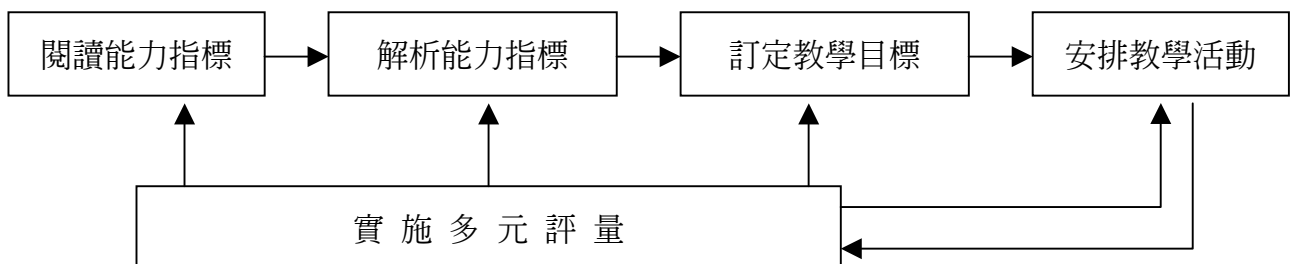 閱讀能力指標
解析能力指標
訂定教學目標
安排教學活動
實施多元評量